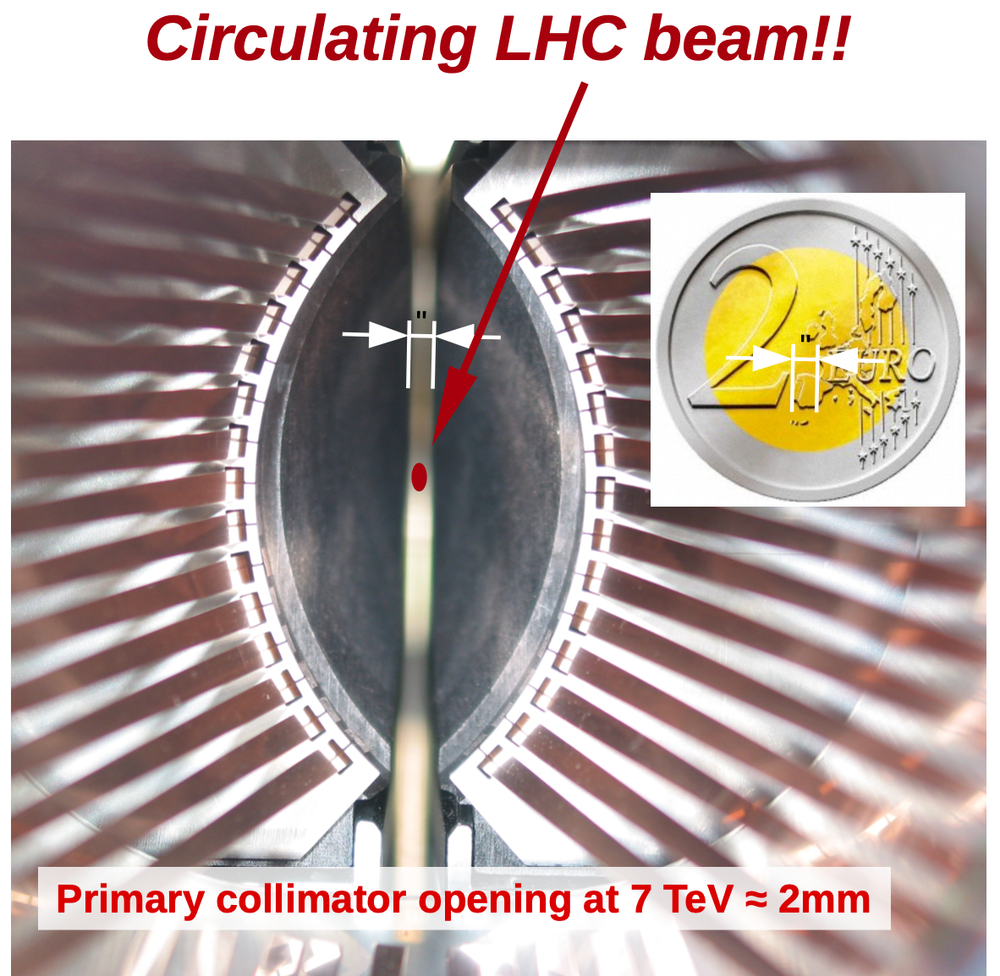 Circulating LHC beam!!
"
2
"
EURO
Primary collimator opening at 7 TeV ≈ 2mm